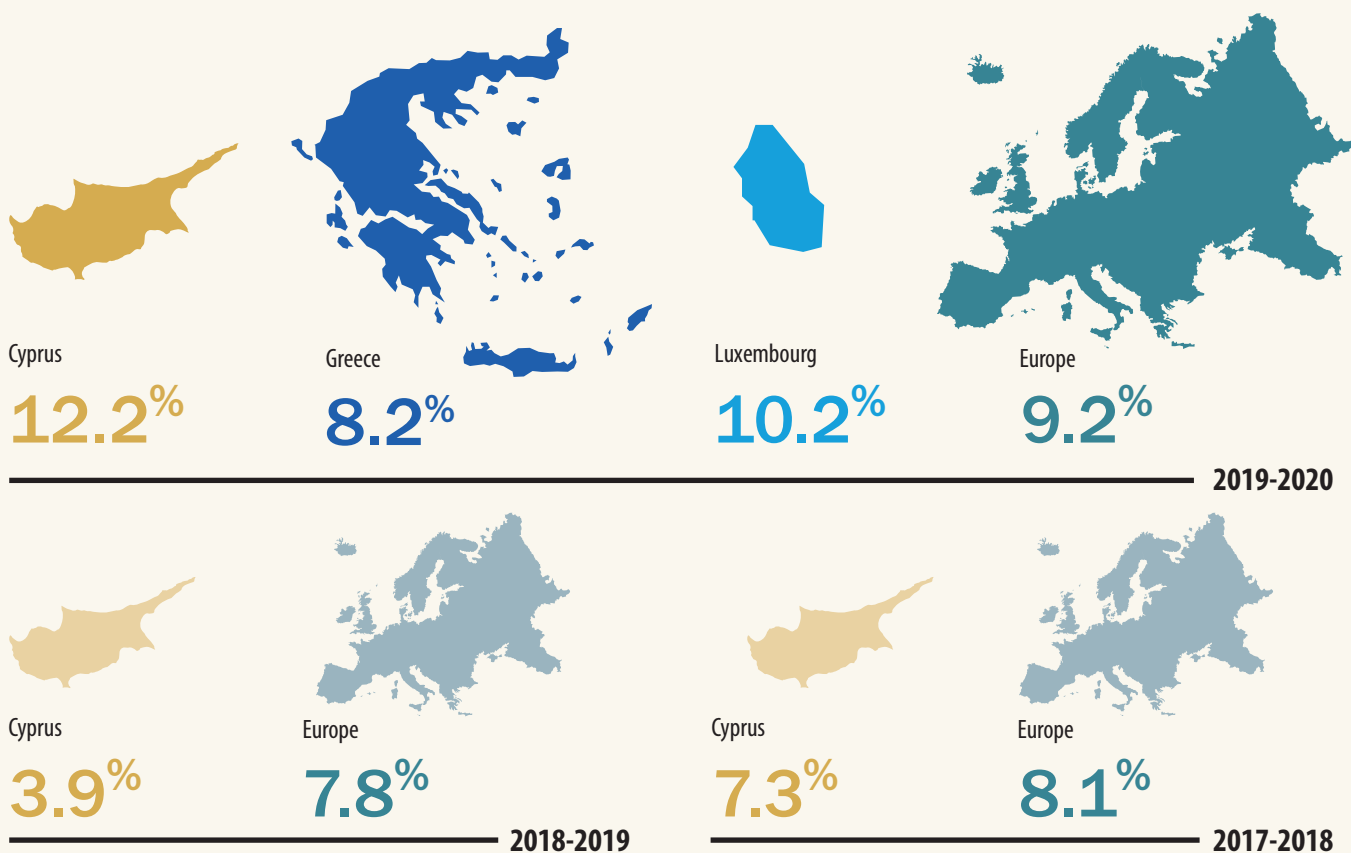 Cyprus
12.2%
Greece
8.2%
Luxembourg
10.2%
Europe
9.2%
2019-2020
Cyprus
3.9%
Europe
7.8%
2018-2019
Cyprus
7.3%
Europe
8.1%
2017-2018